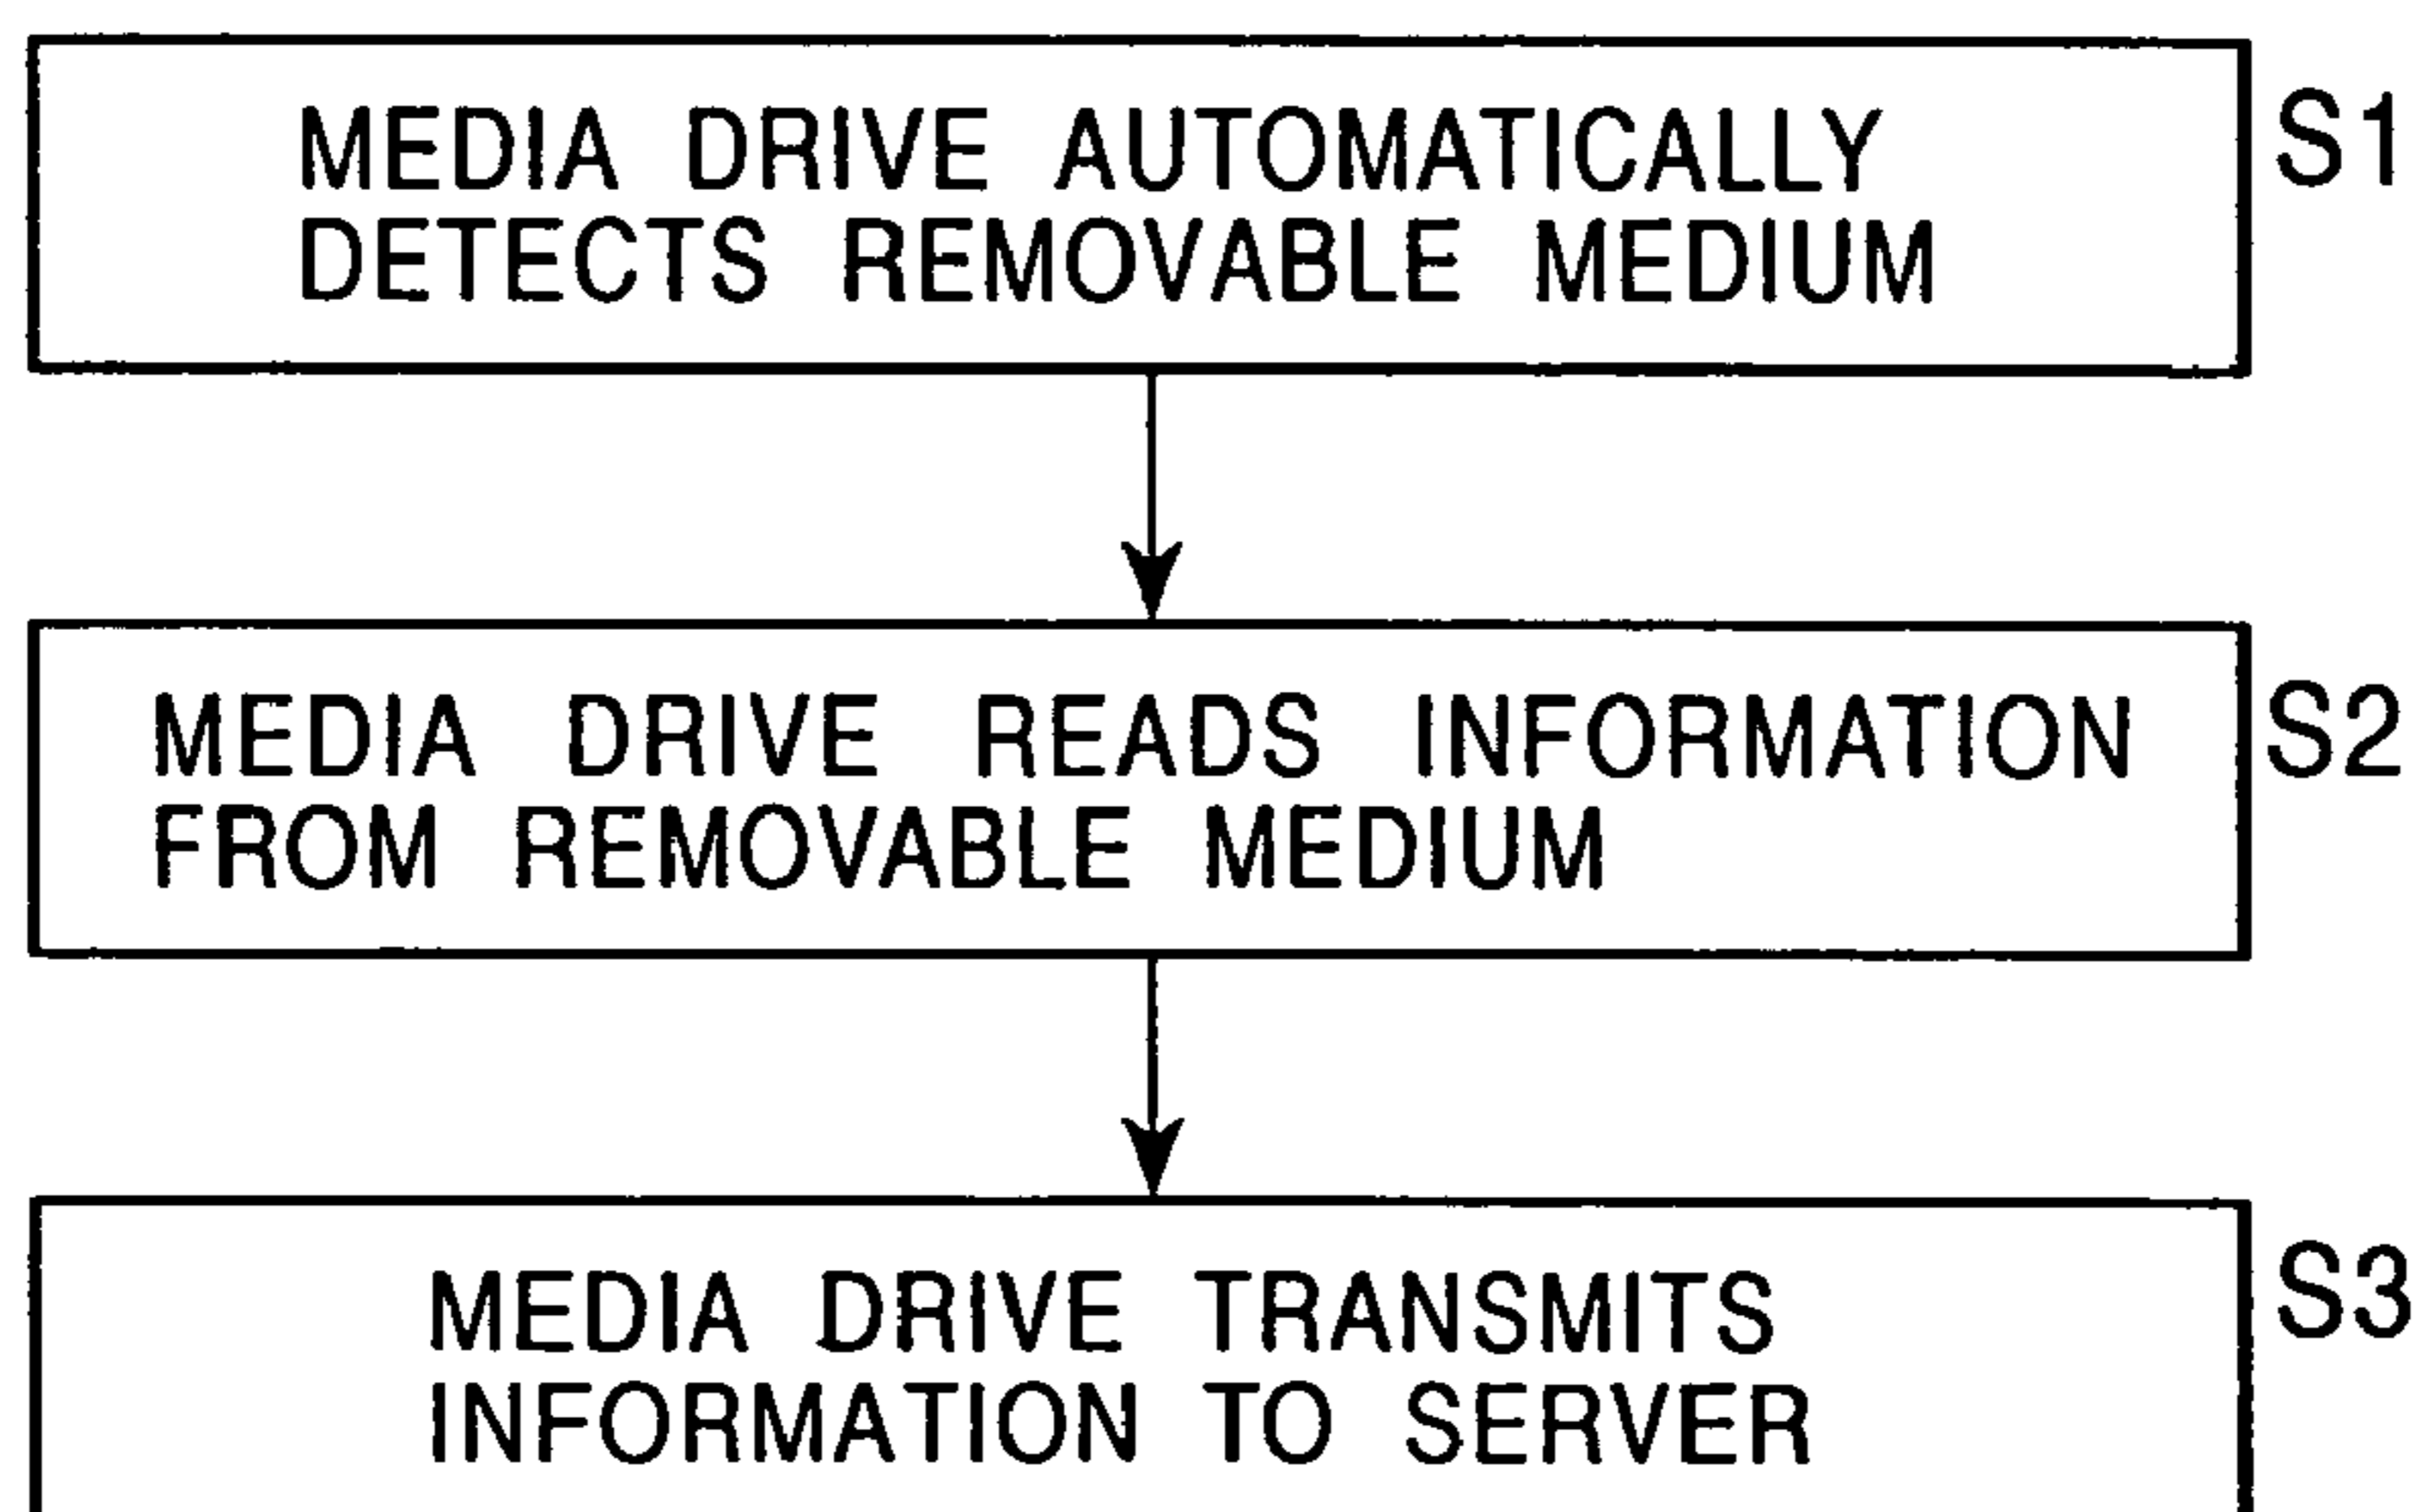 MEDIA DRIVE AUTOMATICALLY
DETECTS REMOVABLE MEDIUM
S1
MEDIA DRIVE READS INFORMATION
FROM REMOVABLE MEDIUM
S2
MEDIA DRIVE TRANSMITS
INFORMATION TO SERVER
S3